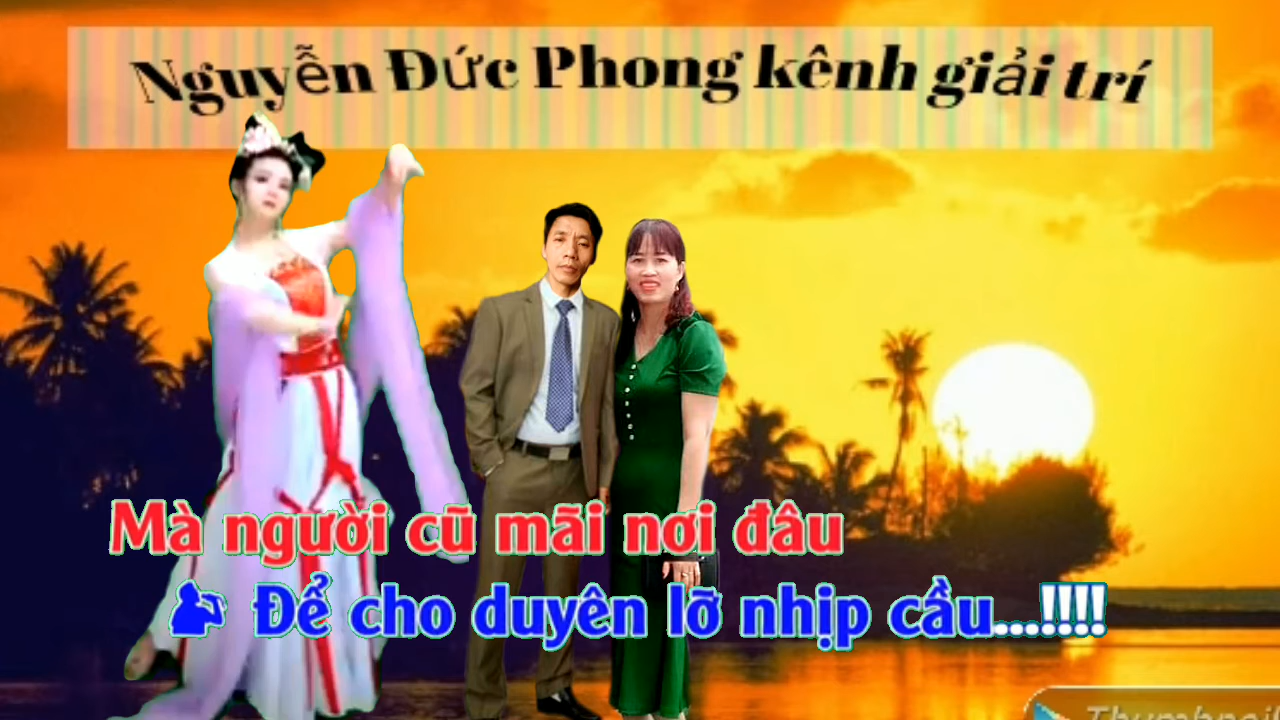 Nguyễn Đức Phong kênh giải trí
Mà người cũ mãi nơi đâu
Để cho duyên lỡ nhịp cầu...!!!!